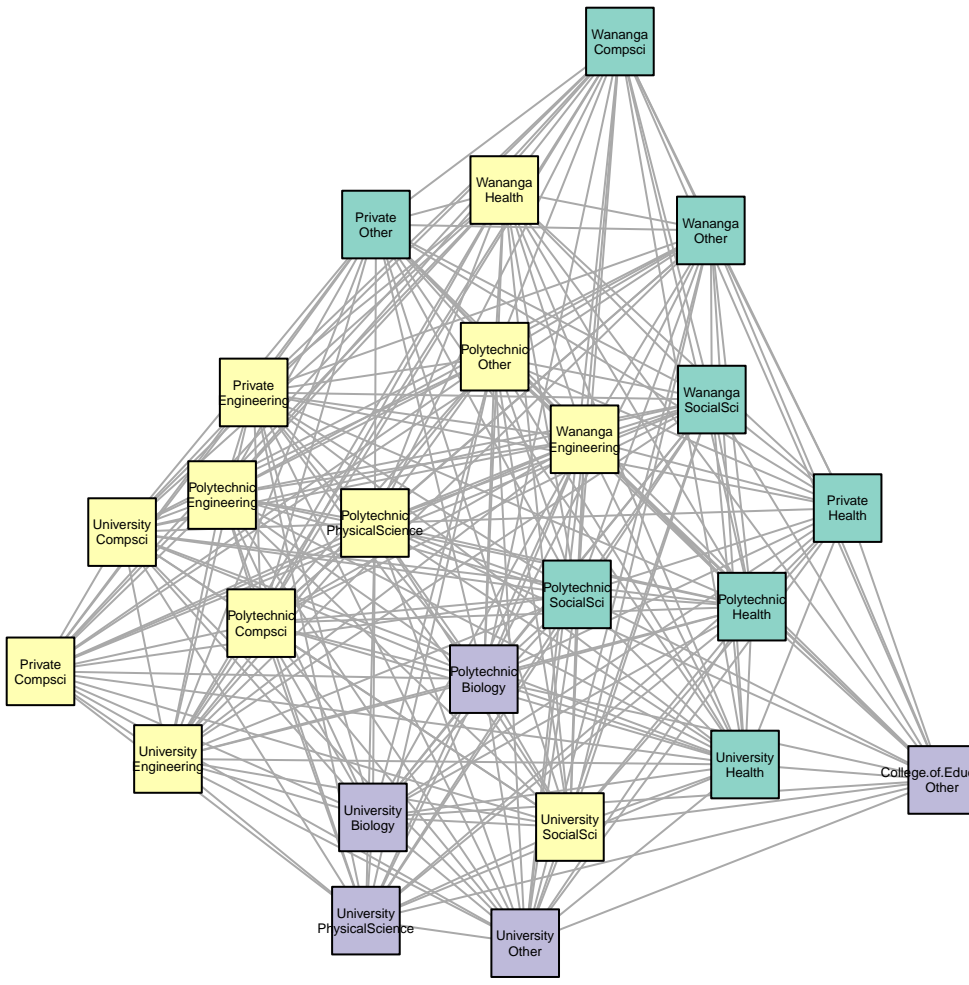 Wananga
Compsci
Wananga
Health
Private
Other
Wananga
Other
Polytechnic
Other
Private
Engineering
Wananga
SocialSci
Wananga
Engineering
Polytechnic
Engineering
Polytechnic
PhysicalScience
University
Compsci
Private
Health
Polytechnic
SocialSci
Polytechnic
Health
Polytechnic
Compsci
Private
Compsci
Polytechnic
Biology
University
Engineering
University
Health
College.of.Edu
Other
University
Biology
University
SocialSci
University
PhysicalScience
University
Other